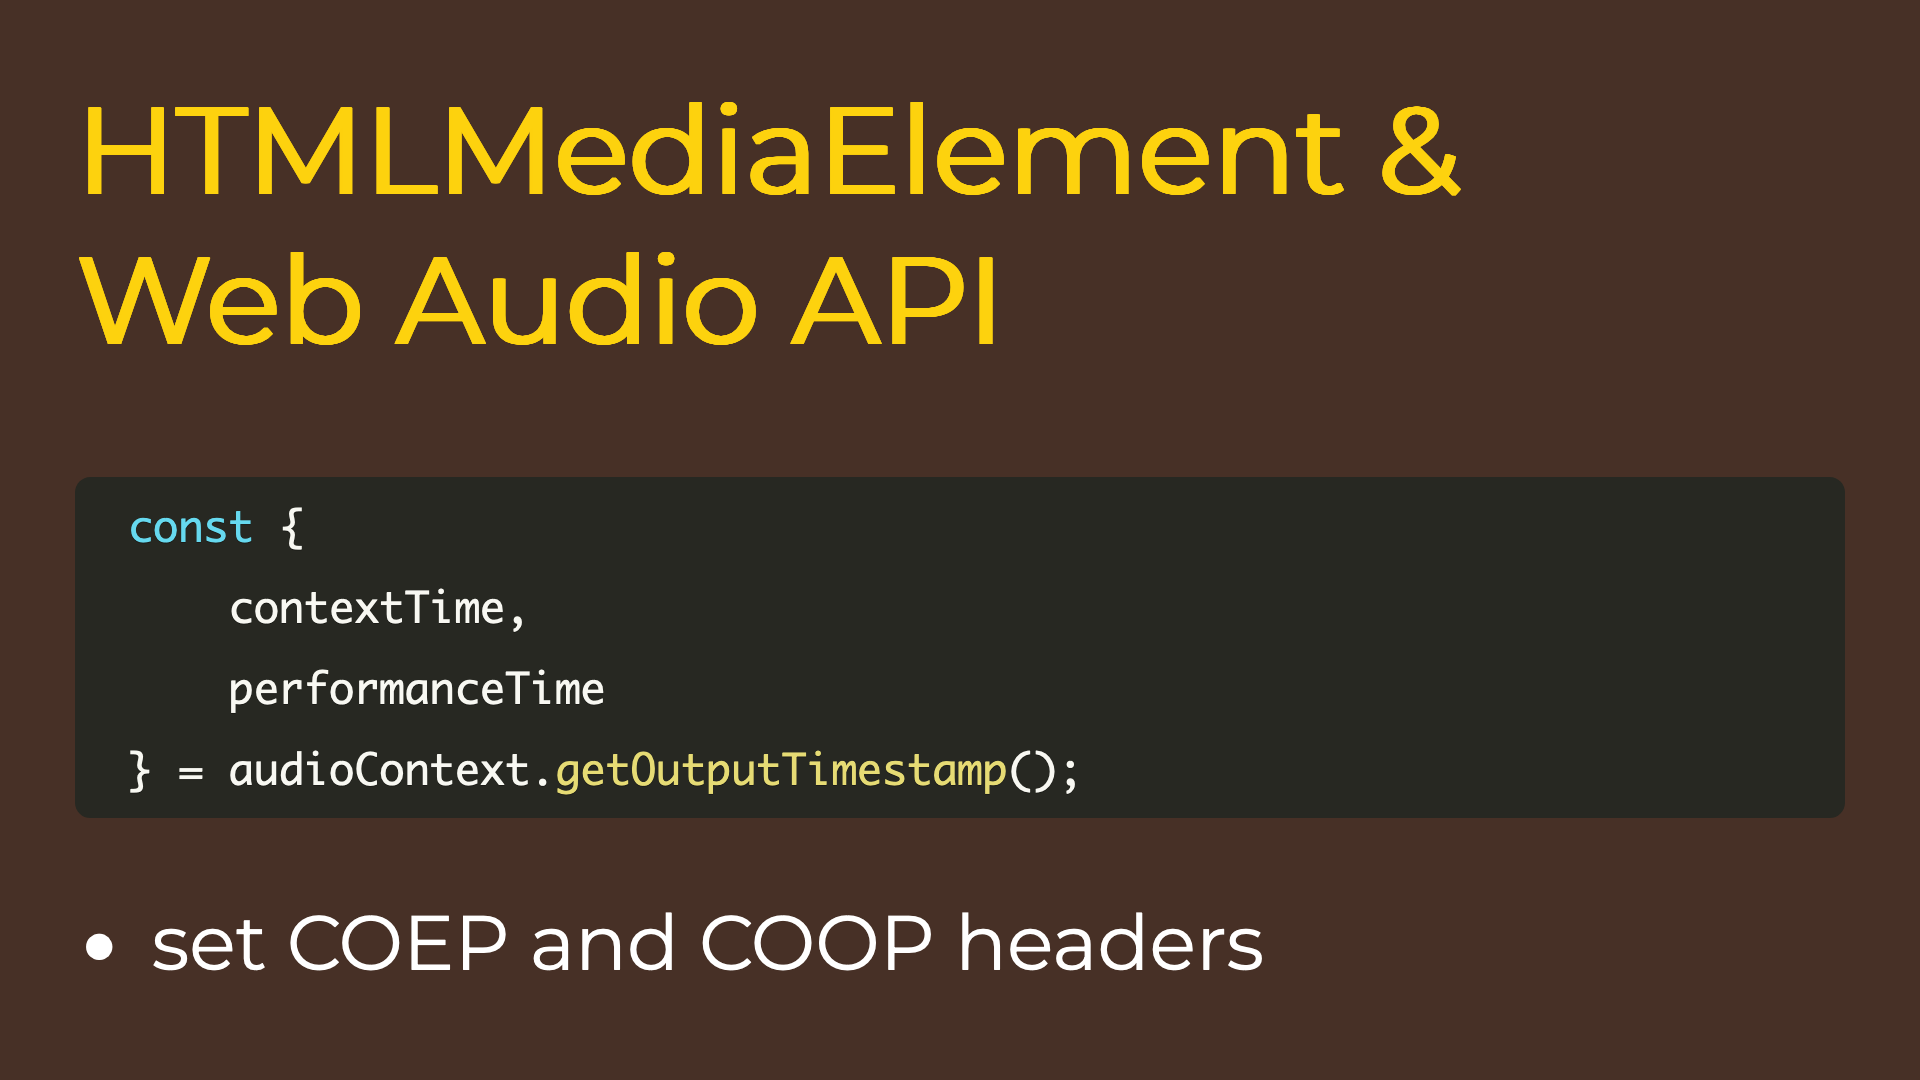 HTMLMediaElement &
Web Audio API
const {
    contextTime,
    performanceTime
} = audioContext.getOutputTimestamp();
• set COEP and COOP headers